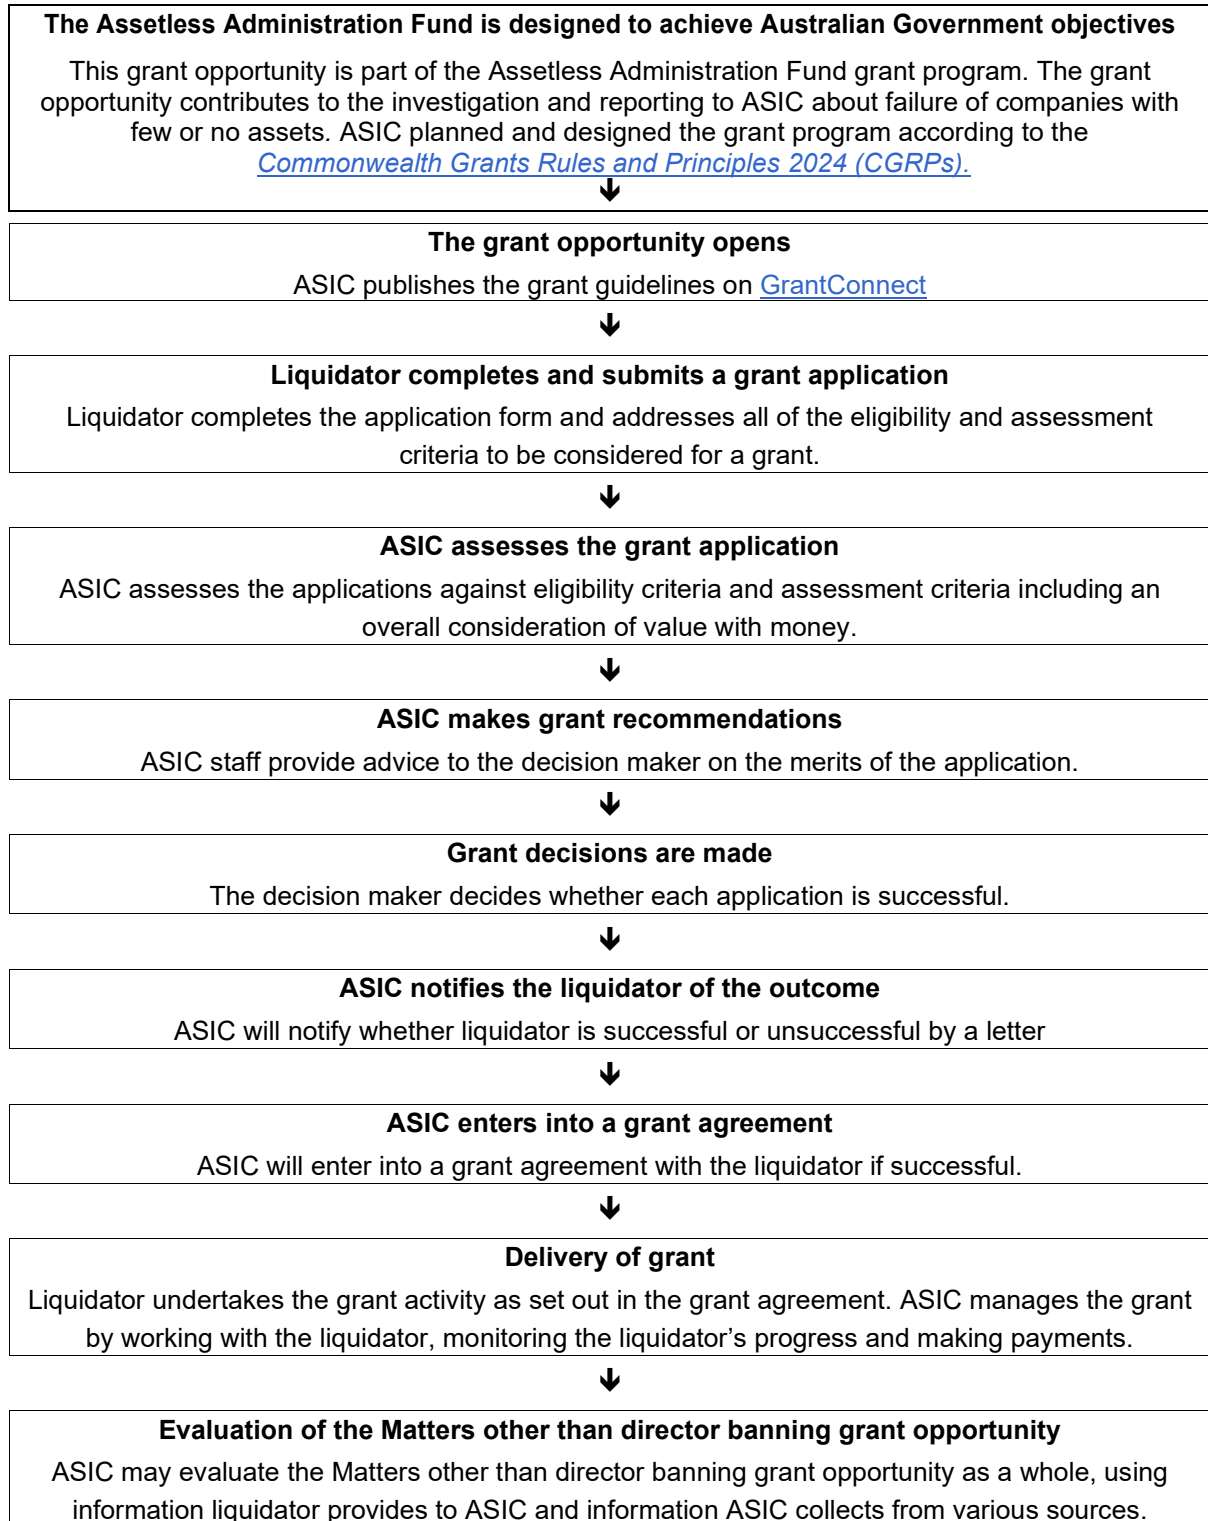 The Assetless Administration Fund is designed to achieve Australian Government objectives
This grant opportunity is part of the Assetless Administration Fund grant program. The grant
opportunity contributes to the investigation and reporting to ASIC about failure of companies with
few or no assets. ASIC planned and designed the grant program according to the
Commonwealth Grants Rules and Principles 2024 (CGRPs).
The grant opportunity opens
ASIC publishes the grant guidelines on GrantConnect
Liquidator completes and submits a grant application
Liquidator completes the application form and addresses all of the eligibility and assessment
criteria to be considered for a grant.
ASIC assesses the grant application
ASIC assesses the applications against eligibility criteria and assessment criteria including an
overall consideration of value with money.
ASIC makes grant recommendations
ASIC staff provide advice to the decision maker on the merits of the application.
Grant decisions are made
The decision maker decides whether each application is successful.
ASIC notifies the liquidator of the outcome
ASIC will notify whether liquidator is successful or unsuccessful by a letter
ASIC enters into a grant agreement
ASIC will enter into a grant agreement with the liquidator if successful.
Delivery of grant
Liquidator undertakes the grant activity as set out in the grant agreement. ASIC manages the grant
by working with the liquidator, monitoring the liquidator's progress and making payments.
Evaluation of the Matters other than director banning grant opportunity
ASIC may evaluate the Matters other than director banning grant opportunity as a whole, using
information liquidator provides to ASIC and information ASIC collects from various sources.